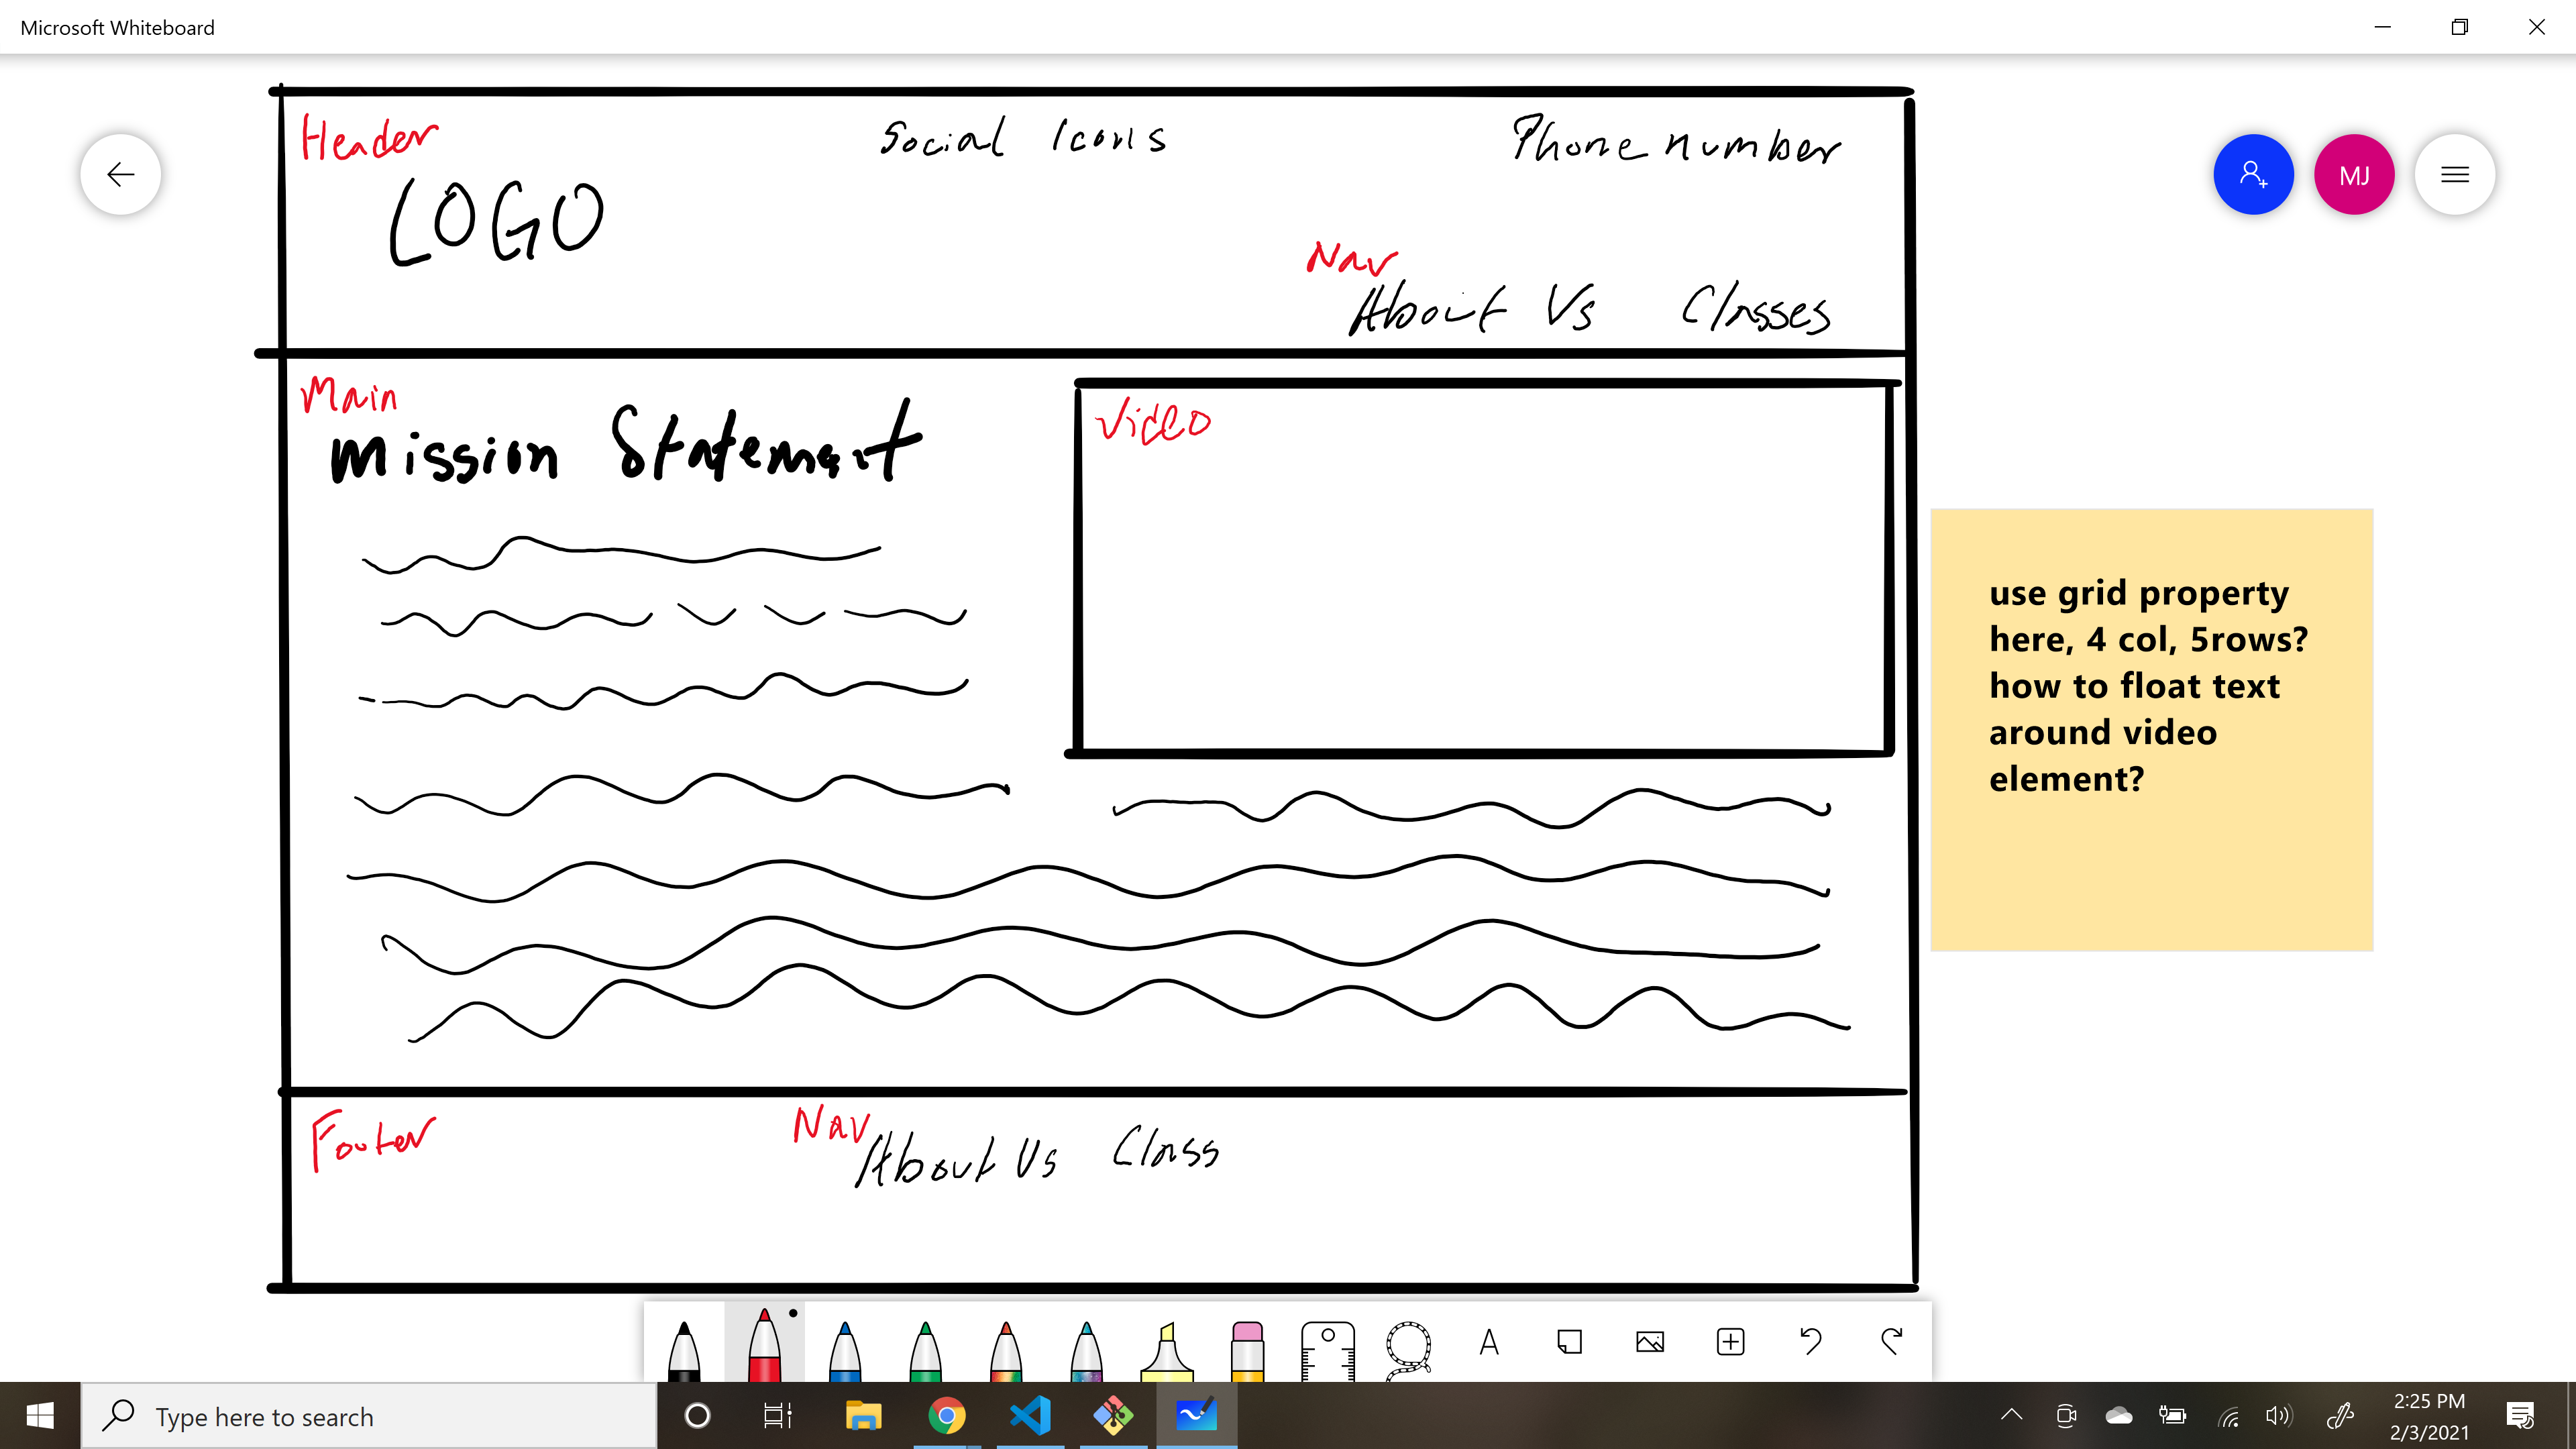 Microsoft Whiteboard
Header
Social Icons
Phone number
LOGO
MJ
Nav
About Us Classes
Main
Mission Statement
Video
use grid property
here, 4 col, 5rows?
how to float text
around video
element?
Footer
Nav
About Us Class
A
Type here to search
2:25 PM
2/3/2021